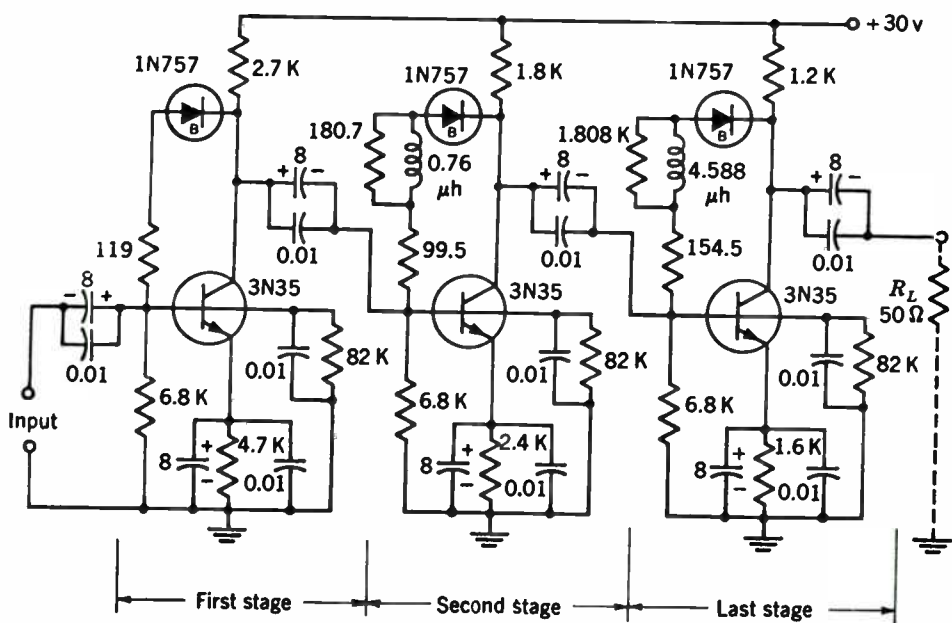 + 30 v
1N757
2.7 K
1N757
1.8 K
1N757
1.2 K
B
B
B
180.7
0.76
μh
1.808 K
4.588
μh
+ 8 −
0.01
+ 8 −
0.01
+ 8 −
0.01
119
99.5
154.5
3N35
3N35
3N35
R_L
50 Ω
− 8 +
0.01
0.01
82 K
0.01
82 K
0.01
82 K
Input
6.8 K
6.8 K
6.8 K
8
+
−
4.7 K
0.01
8
+
−
2.4 K
0.01
8
+
−
1.6 K
0.01
First stage
Second stage
Last stage